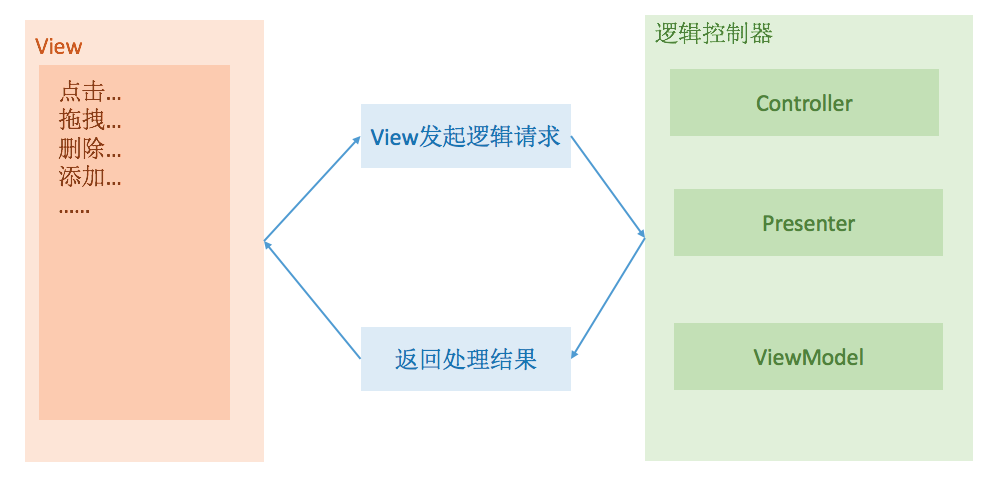 View
点击…
拖拽…
删除…
添加…
……
View发起逻辑请求
返回处理结果
逻辑控制器
Controller
Presenter
ViewModel